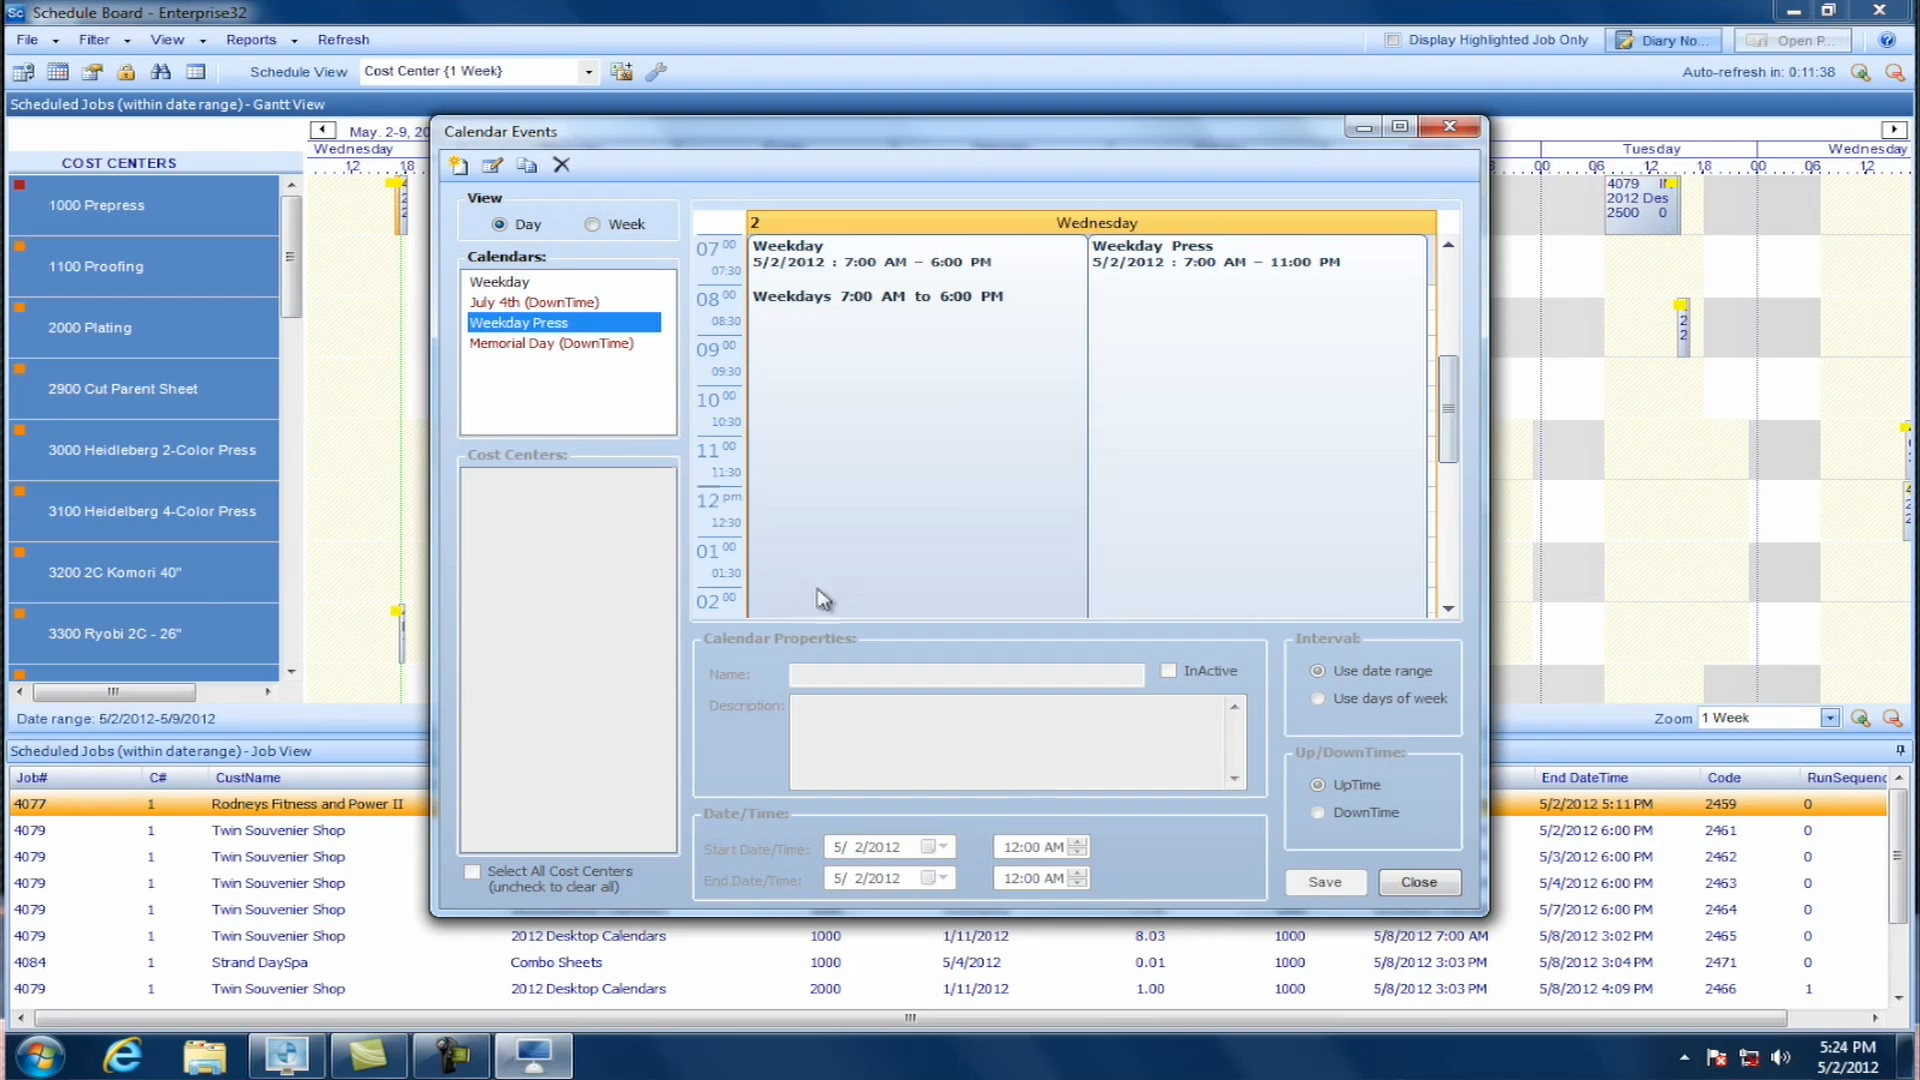 Sc Schedule Board - Enterprise32
File Filter View Reports Refresh
Display Highlighted Job Only Diary No... Open P...
Schedule View Cost Center {1 Week} Auto-refresh in: 0:11:38
Scheduled Jobs (within date range) - Gantt View
COST CENTERS
1000 Prepress
1100 Proofing
2000 Plating
2900 Cut Parent Sheet
3000 Heidleberg 2-Color Press
3100 Heidelberg 4-Color Press
3200 2C Komori 40"
3300 Ryobi 2C - 26"
May. 2-9, 20
Wednesday
12 18
Tuesday Wednesday
00 06 12 18 00 06 12
4079
2012 Des
2500 0
2
2
Calendar Events
View
Day Week
Calendars:
Weekday
July 4th (DownTime)
Weekday Press
Memorial Day (DownTime)
Cost Centers:
Select All Cost Centers
(uncheck to clear all)
2 Wednesday
07 00
07:30
08 00
08:30
09 00
09:30
10 00
10:30
11 00
11:30
12 pm
12:30
01 00
01:30
02 00
Weekday
5/2/2012 : 7:00 AM - 6:00 PM
Weekdays 7:00 AM to 6:00 PM
Weekday Press
5/2/2012 : 7:00 AM - 11:00 PM
Calendar Properties:
Name: InActive
Description:
Date/Time:
Start Date/Time: 5/ 2/2012 12:00 AM
End Date/Time: 5/ 2/2012 12:00 AM
Interval:
Use date range
Use days of week
Up/DownTime:
UpTime
DownTime
Save Close
Date range: 5/2/2012-5/9/2012
Zoom 1 Week
Scheduled Jobs (within daterange) - Job View
Job# C# CustName End DateTime Code RunSequenc
4077 1 Rodneys Fitness and Power II 5/2/2012 5:11 PM 2459 0
4079 1 Twin Souvenier Shop 5/2/2012 6:00 PM 2461 0
4079 1 Twin Souvenier Shop 5/3/2012 6:00 PM 2462 0
4079 1 Twin Souvenier Shop 5/4/2012 6:00 PM 2463 0
4079 1 Twin Souvenier Shop 5/7/2012 6:00 PM 2464 0
4079 1 Twin Souvenier Shop 2012 Desktop Calendars 1000 1/11/2012 8.03 1000 5/8/2012 7:00 AM 5/8/2012 3:02 PM 2465 0
4084 1 Strand DaySpa Combo Sheets 1000 5/4/2012 0.01 1000 5/8/2012 3:03 PM 5/8/2012 3:04 PM 2471 0
4079 1 Twin Souvenier Shop 2012 Desktop Calendars 2000 1/11/2012 1.00 1000 5/8/2012 3:03 PM 5/8/2012 4:09 PM 2466 1
5:24 PM
5/2/2012